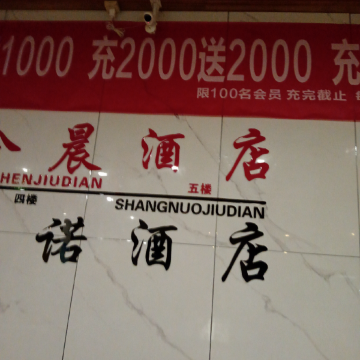 1000 充2000送2000 充
限100名会员 充完截止
晨酒店
HENJIUDIAN 五楼
四楼 SHANGNUOJIUDIAN
诺酒店